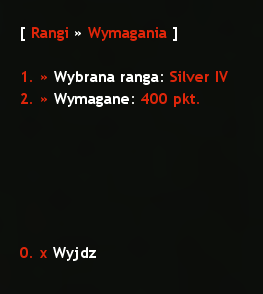 [ Rangi » Wymagania ]
1. » Wybrana ranga: Silver IV
2. » Wymagane: 400 pkt.
0. x Wyjdz